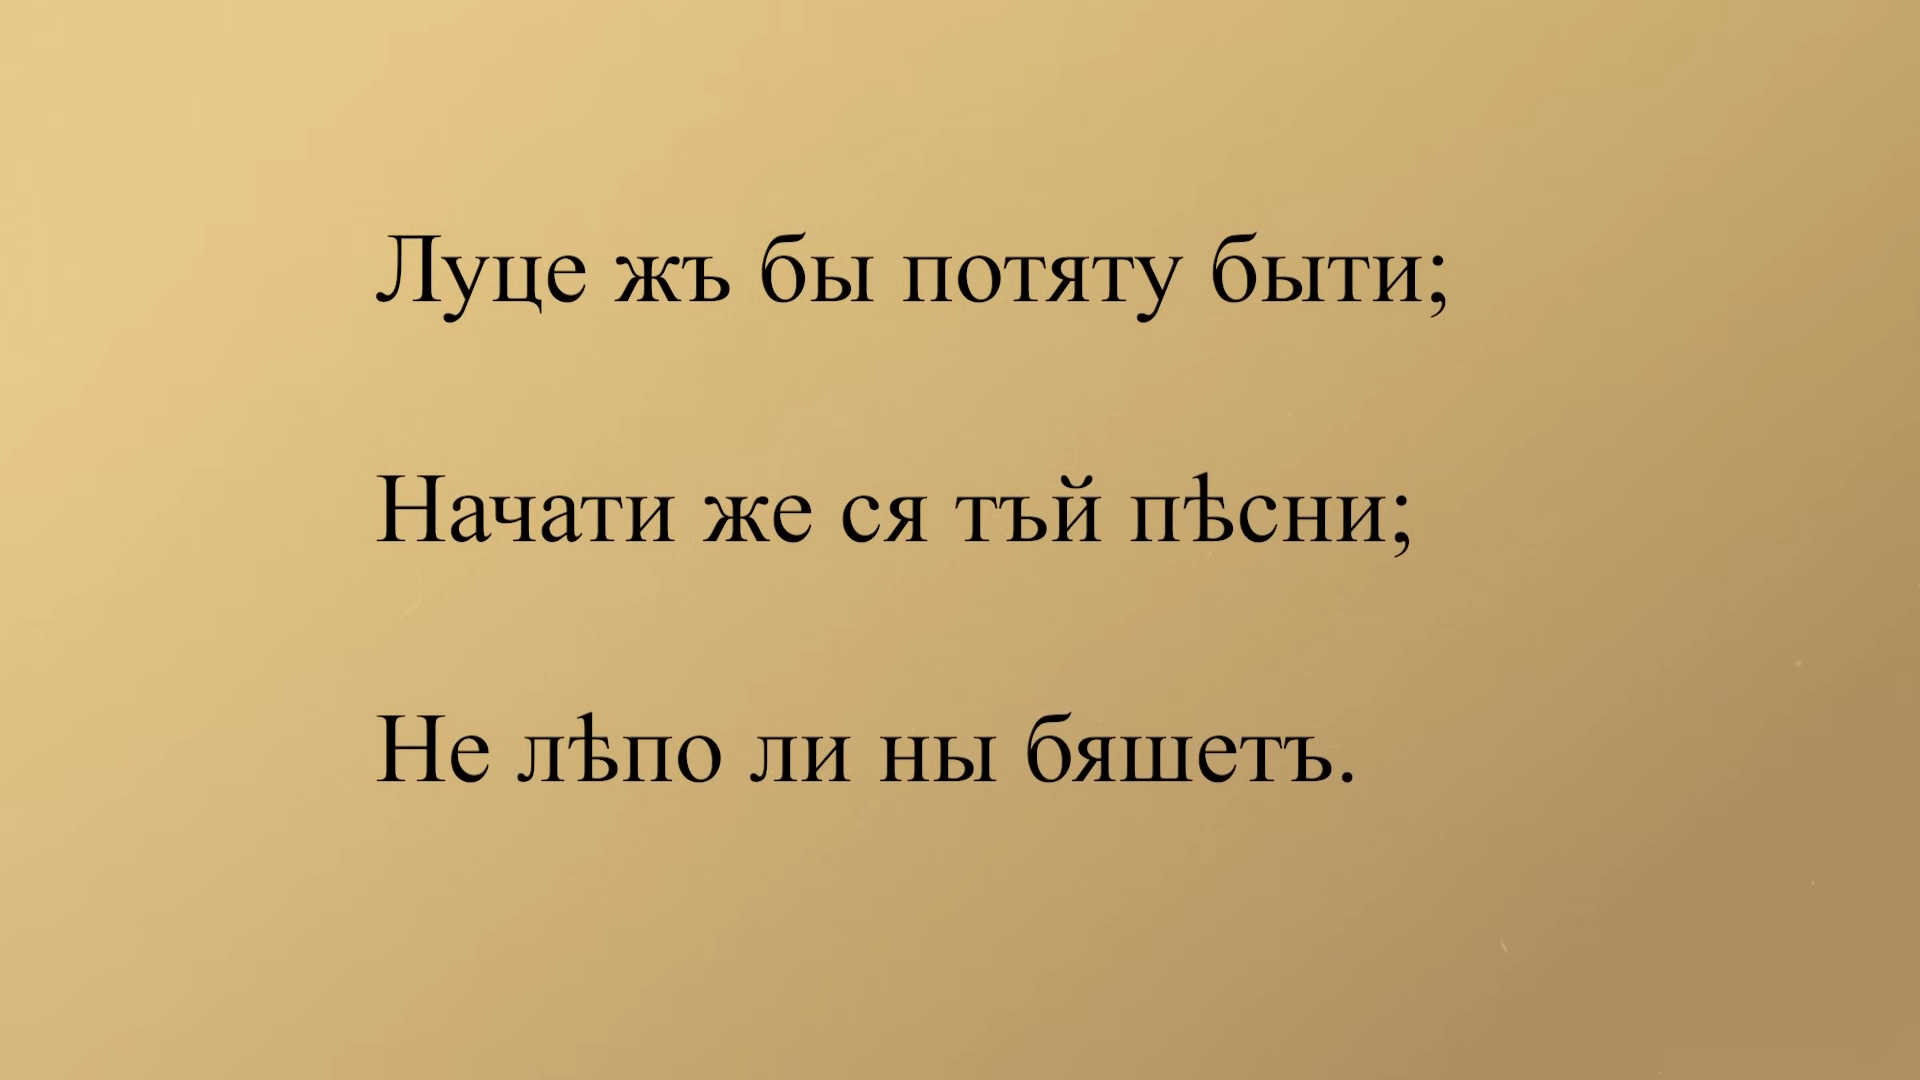 Луце жъ бы потяту быти;
Начати же ся тъй пѣсни;
Не лѣпо ли ны бяшетъ.